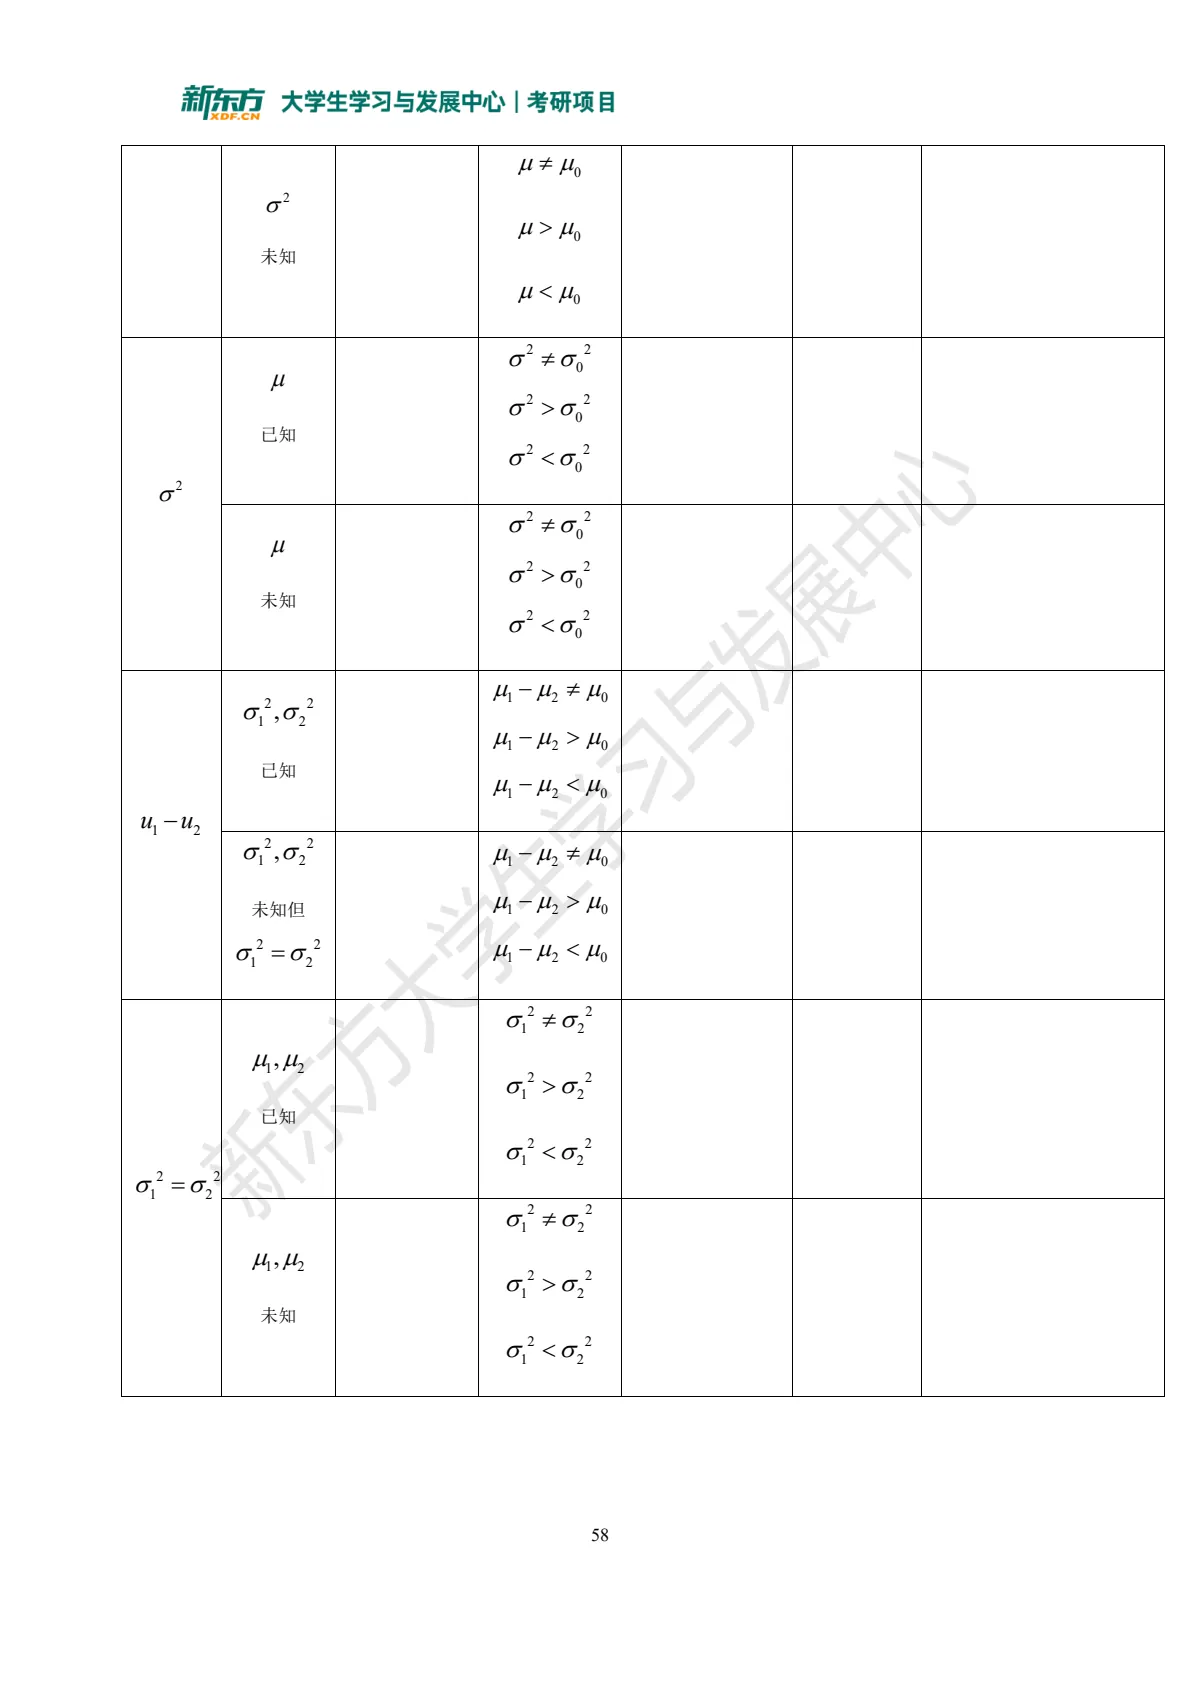 新东方 XDF.CN 大学生学习与发展中心 | 考研项目
σ²
未知
μ ≠ μ₀
μ > μ₀
μ < μ₀
σ²
μ
已知
σ² ≠ σ₀²
σ² > σ₀²
σ² < σ₀²
μ
未知
σ² ≠ σ₀²
σ² > σ₀²
σ² < σ₀²
u₁ − u₂
σ₁², σ₂²
已知
μ₁ − μ₂ ≠ μ₀
μ₁ − μ₂ > μ₀
μ₁ − μ₂ < μ₀
σ₁², σ₂²
未知但
σ₁² = σ₂²
μ₁ − μ₂ ≠ μ₀
μ₁ − μ₂ > μ₀
μ₁ − μ₂ < μ₀
σ₁² = σ₂²
μ₁, μ₂
已知
σ₁² ≠ σ₂²
σ₁² > σ₂²
σ₁² < σ₂²
μ₁, μ₂
未知
σ₁² ≠ σ₂²
σ₁² > σ₂²
σ₁² < σ₂²
新东方大学生学习与发展中心
58